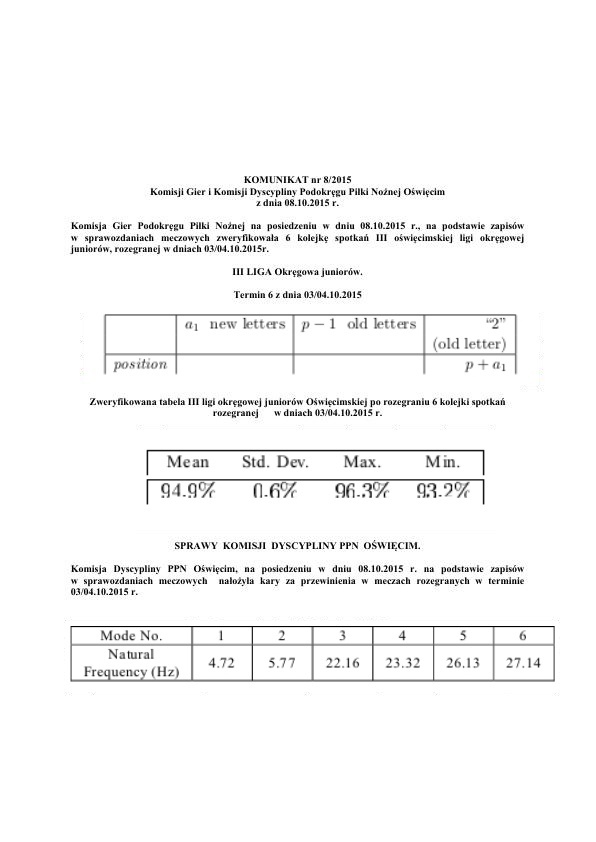 KOMUNIKAT nr 8/2015
Komisji Gier i Komisji Dyscypliny Podokręgu Piłki Nożnej Oświęcim
z dnia 08.10.2015 r.
Komisja Gier Podokręgu Piłki Nożnej na posiedzeniu w dniu 08.10.2015 r., na podstawie zapisów
w sprawozdaniach meczowych zweryfikowała 6 kolejkę spotkań III oświęcimskiej ligi okręgowej
juniorów, rozegranej w dniach 03/04.10.2015r.
III LIGA Okręgowa juniorów.
Termin 6 z dnia 03/04.10.2015
a₁ new letters p − 1 old letters “2”
(old letter)
position p + a₁
Zweryfikowana tabela III ligi okręgowej juniorów Oświęcimskiej po rozegraniu 6 kolejki spotkań
rozegranej w dniach 03/04.10.2015 r.
Mean Std. Dev. Max. Min.
94.9% 0.6% 96.3% 93.2%
SPRAWY KOMISJI DYSCYPLINY PPN OŚWIĘCIM.
Komisja Dyscypliny PPN Oświęcim, na posiedzeniu w dniu 08.10.2015 r. na podstawie zapisów
w sprawozdaniach meczowych nałożyła kary za przewinienia w meczach rozegranych w terminie
03/04.10.2015 r.
Mode No. 1 2 3 4 5 6
Natural
Frequency (Hz) 4.72 5.77 22.16 23.32 26.13 27.14